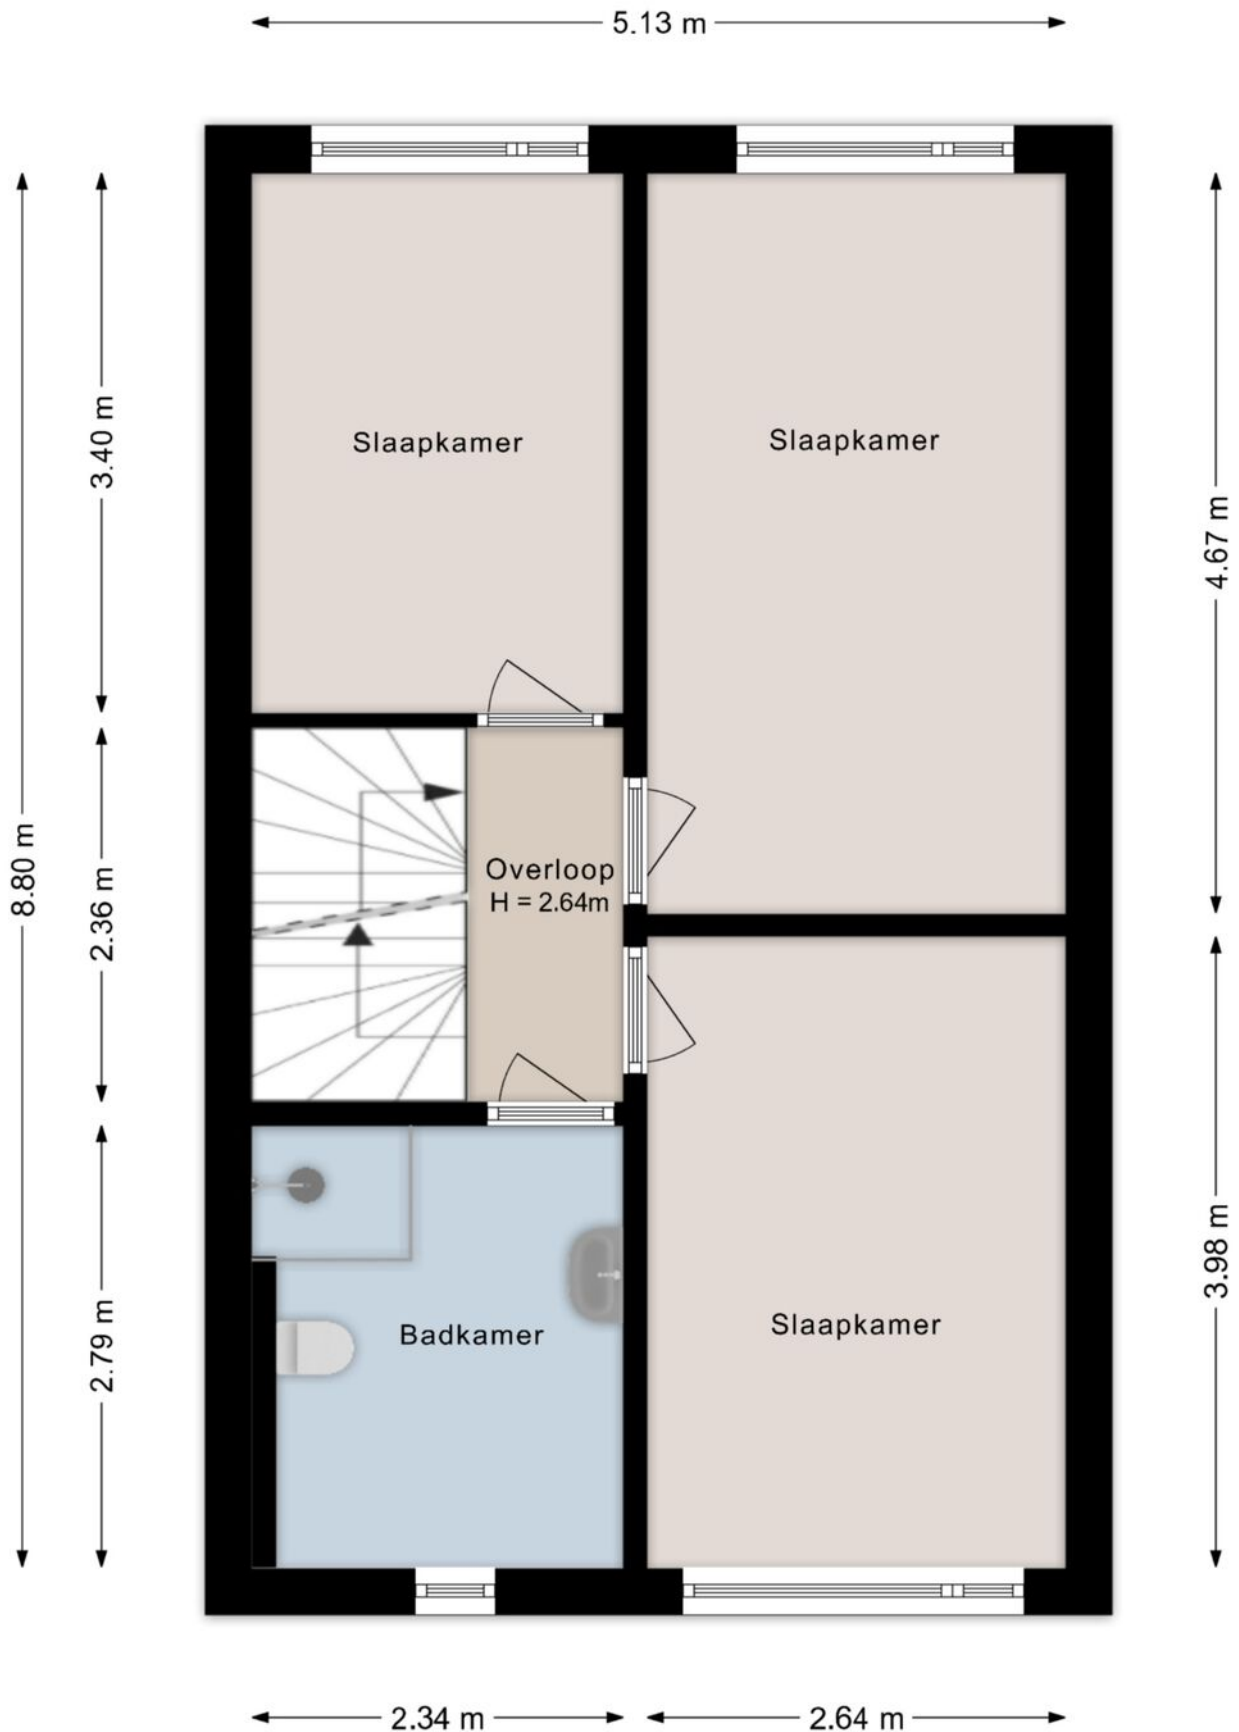 5.13 m
Slaapkamer
Slaapkamer
3.40 m
4.67 m
8.80 m
2.36 m
Overloop
H = 2.64m
2.79 m
Badkamer
Slaapkamer
3.98 m
2.34 m
2.64 m